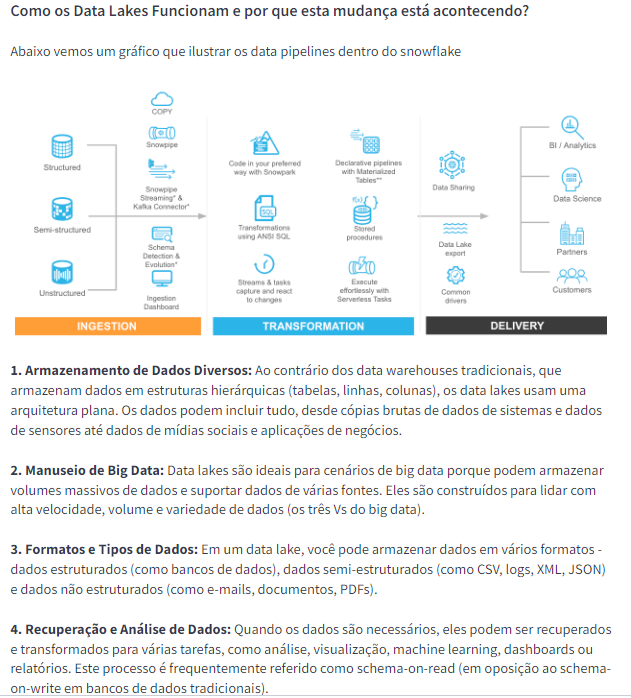 Como os Data Lakes Funcionam e por que esta mudança está acontecendo?
Abaixo vemos um gráfico que ilustrar os data pipelines dentro do snowflake
COPY
Snowpipe
Snowpipe
Streaming* &
Kafka Connector*
Schema
Detection &
Evolution*
Ingestion
Dashboard
Structured
Semi-structured
Unstructured
Code in your preferred
way with Snowpark
Declarative pipelines
with Materialized
Tables**
SQL
Transformations
using ANSI SQL
f(x) { }
Stored
procedures
Streams & tasks
capture and react
to changes
Execute
effortlessly with
Serverless Tasks
Data Sharing
Data Lake
export
Common
drivers
BI / Analytics
Data Science
Partners
Customers
INGESTION
TRANSFORMATION
DELIVERY
1. Armazenamento de Dados Diversos: Ao contrário dos data warehouses tradicionais, que
armazenam dados em estruturas hierárquicas (tabelas, linhas, colunas), os data lakes usam uma
arquitetura plana. Os dados podem incluir tudo, desde cópias brutas de dados de sistemas e dados
de sensores até dados de mídias sociais e aplicações de negócios.
2. Manuseio de Big Data: Data lakes são ideais para cenários de big data porque podem armazenar
volumes massivos de dados e suportar dados de várias fontes. Eles são construídos para lidar com
alta velocidade, volume e variedade de dados (os três Vs do big data).
3. Formatos e Tipos de Dados: Em um data lake, você pode armazenar dados em vários formatos -
dados estruturados (como bancos de dados), dados semi-estruturados (como CSV, logs, XML, JSON)
e dados não estruturados (como e-mails, documentos, PDFs).
4. Recuperação e Análise de Dados: Quando os dados são necessários, eles podem ser recuperados
e transformados para várias tarefas, como análise, visualização, machine learning, dashboards ou
relatórios. Este processo é frequentemente referido como schema-on-read (em oposição ao schema-
on-write em bancos de dados tradicionais).